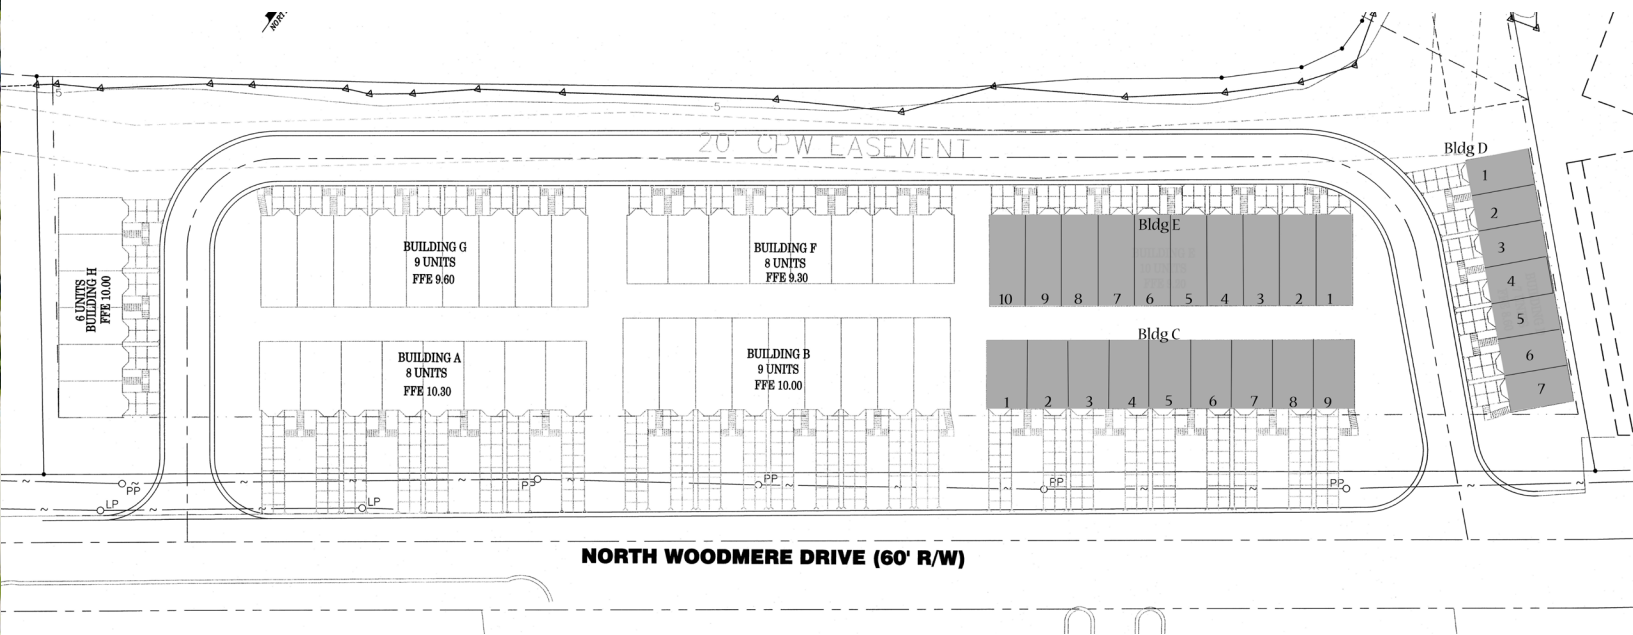 NORT
5
5
20' CPW EASEMENT
Bldg D
1
2
3
4
5
6
7
BUILDING G
9 UNITS
FFE 9.60
BUILDING F
8 UNITS
FFE 9.30
Bldg E
10 9 8 7 6 5 4 3 2 1
BUILDING H
6 UNITS
FFE 10.00
BUILDING A
8 UNITS
FFE 10.30
BUILDING B
9 UNITS
FFE 10.00
Bldg C
1 2 3 4 5 6 7 8 9
PP
PP
PP
PP
PP
LP
LP
NORTH WOODMERE DRIVE (60' R/W)